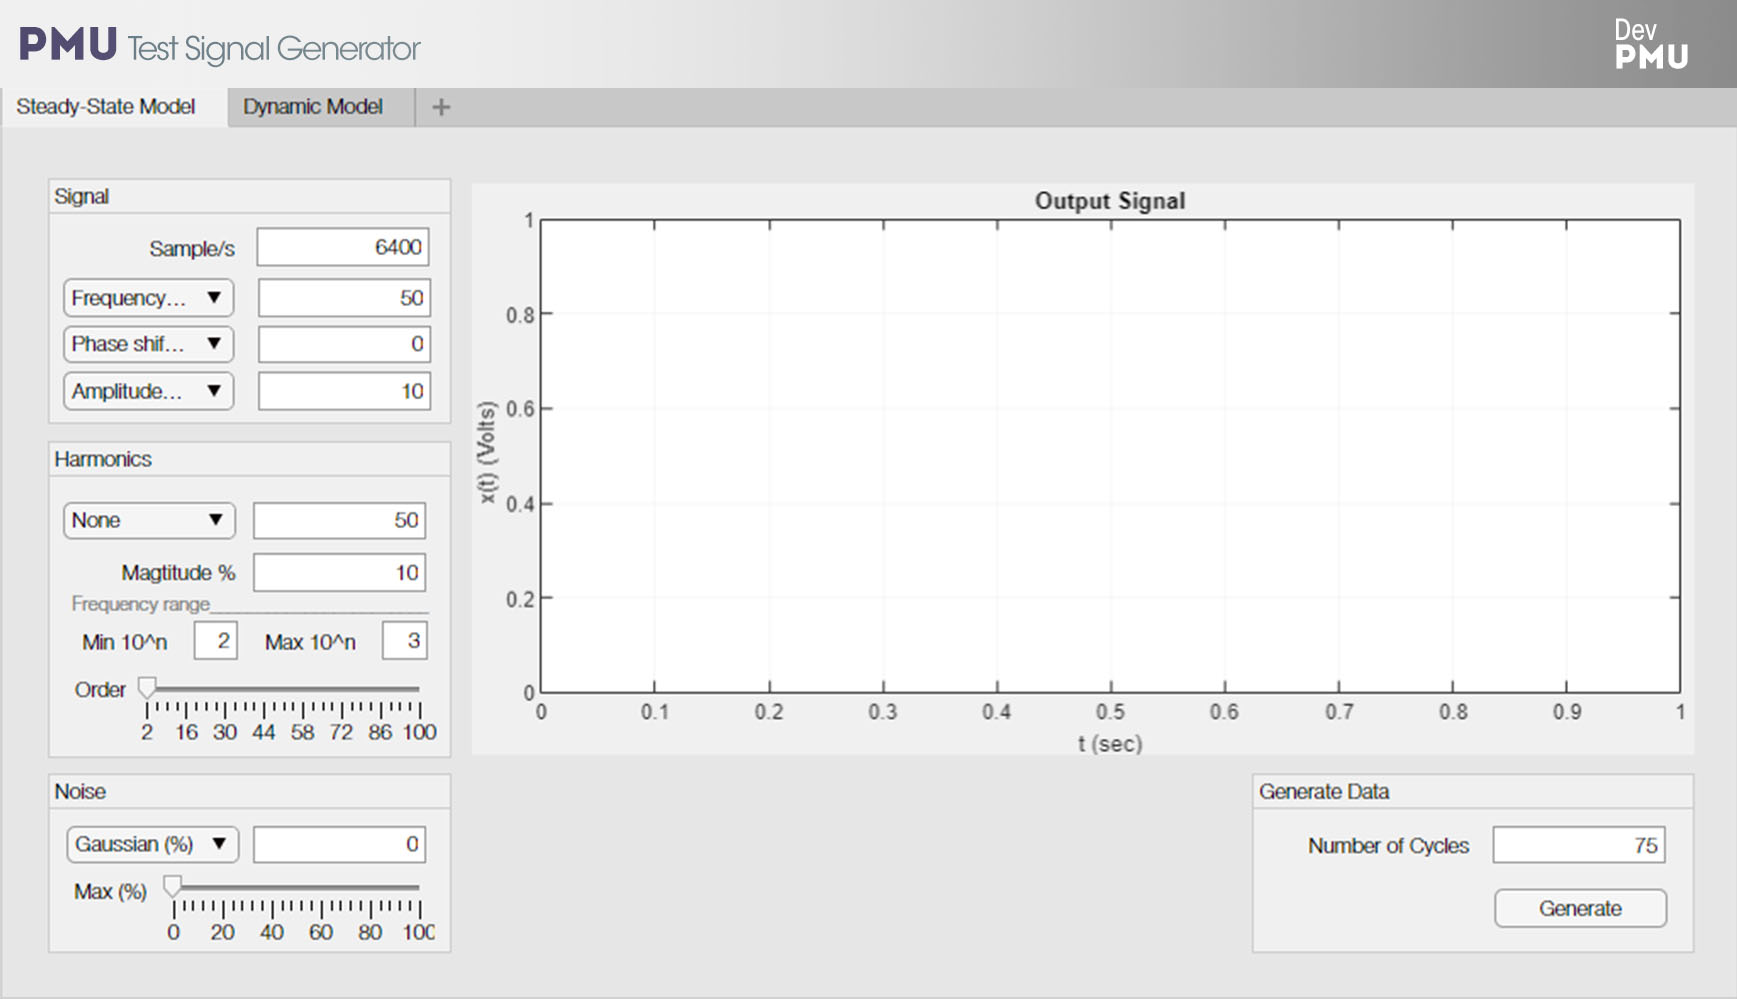 PMU Test Signal Generator
Dev
PMU
Steady-State Model
Dynamic Model
+
Signal
Sample/s 6400
Frequency... 50
Phase shif... 0
Amplitude... 10
Harmonics
None 50
Magtitude % 10
Frequency range
Min 10^n 2 Max 10^n 3
Order
2 16 30 44 58 72 86 100
Noise
Gaussian (%) 0
Max (%)
0 20 40 60 80 100
Output Signal
1
0.8
0.6
0.4
0.2
0
x(t) (Volts)
0 0.1 0.2 0.3 0.4 0.5 0.6 0.7 0.8 0.9 1
t (sec)
Generate Data
Number of Cycles 75
Generate